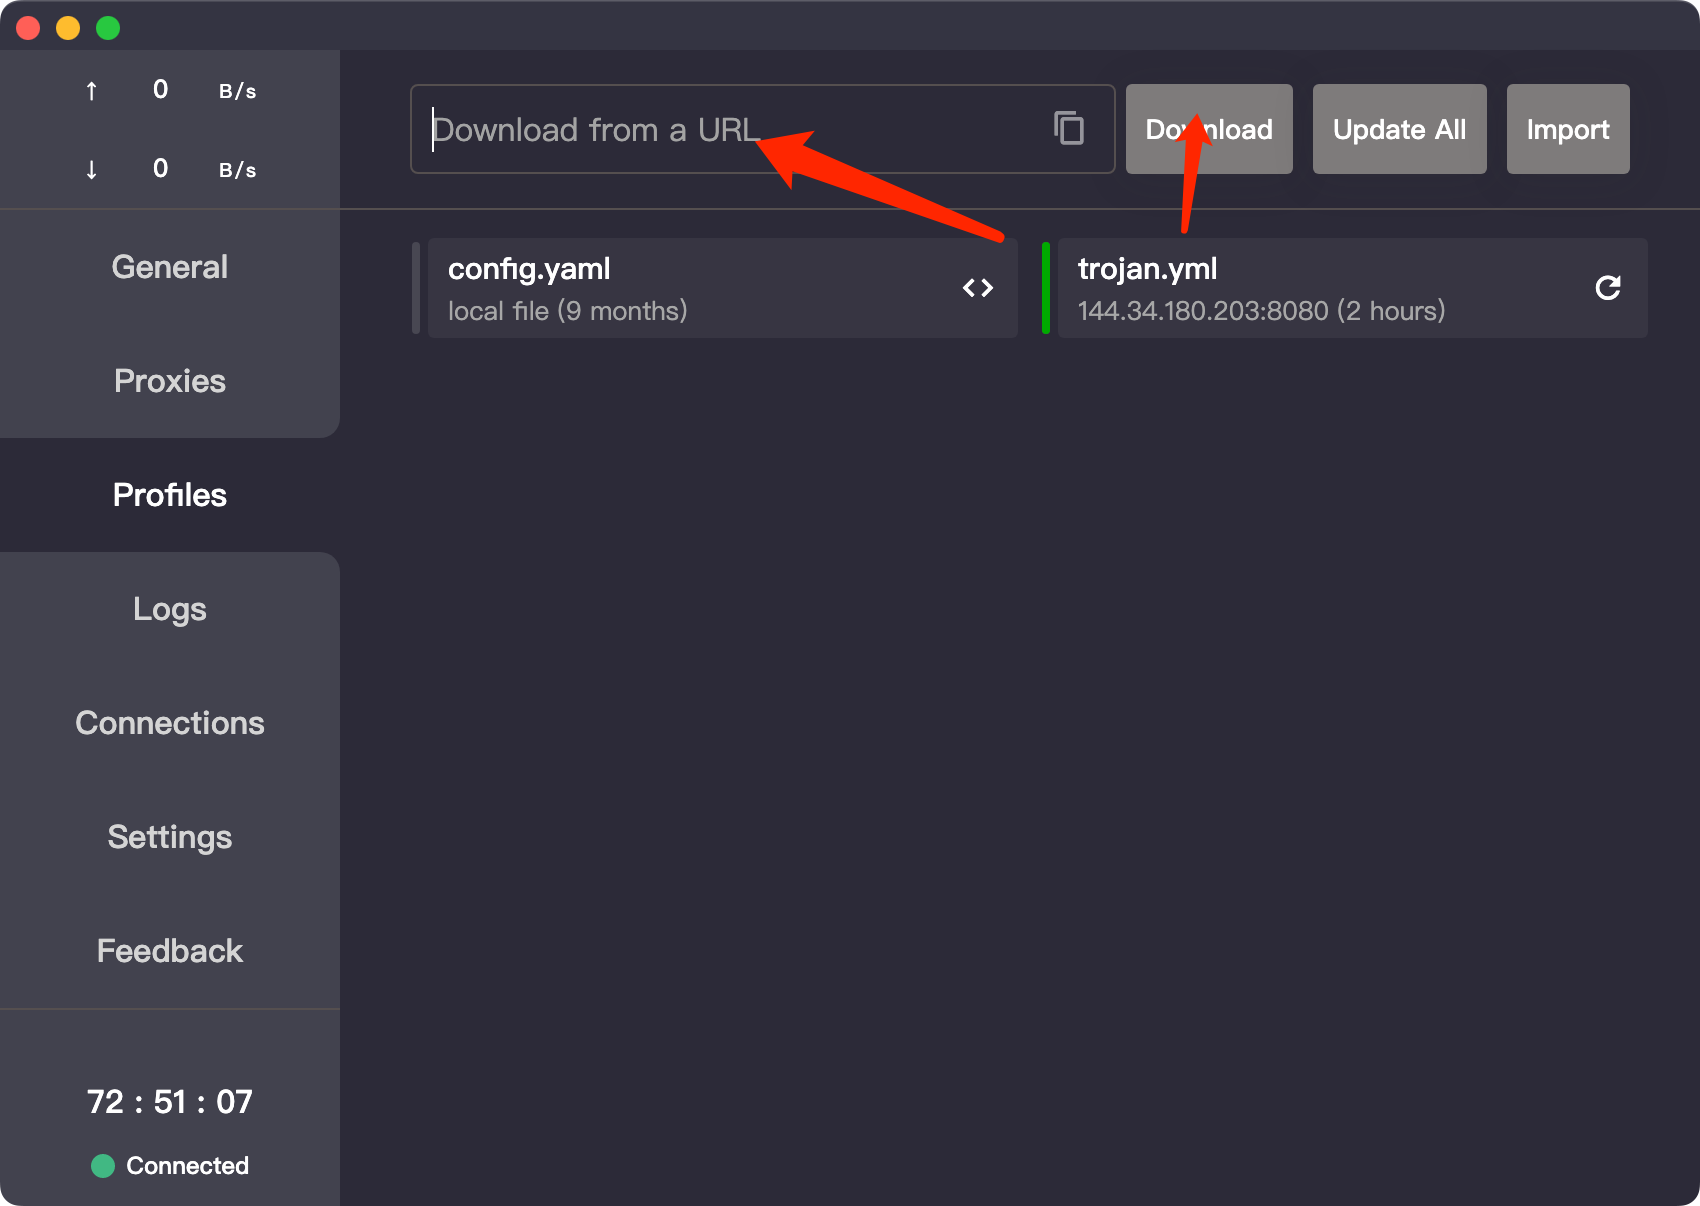 ↑ 0 B/s
↓ 0 B/s
General
Proxies
Profiles
Logs
Connections
Settings
Feedback
72 : 51 : 07
Connected
Download from a URL
Download
Update All
Import
config.yaml
local file (9 months)
<>
trojan.yml
144.34.180.203:8080 (2 hours)